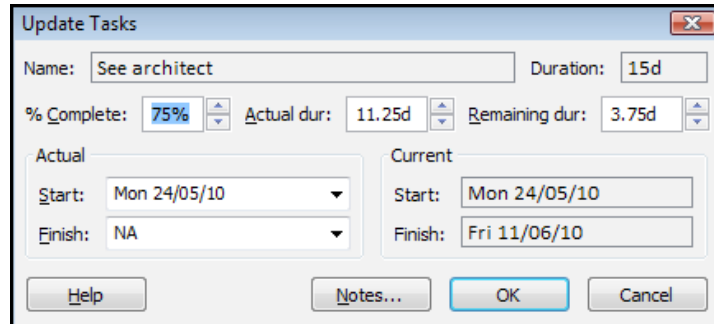 Update Tasks
Name: See architect Duration: 15d
% Complete: 75% Actual dur: 11.25d Remaining dur: 3.75d
Actual Current
Start: Mon 24/05/10 Start: Mon 24/05/10
Finish: NA Finish: Fri 11/06/10
Help Notes... OK Cancel